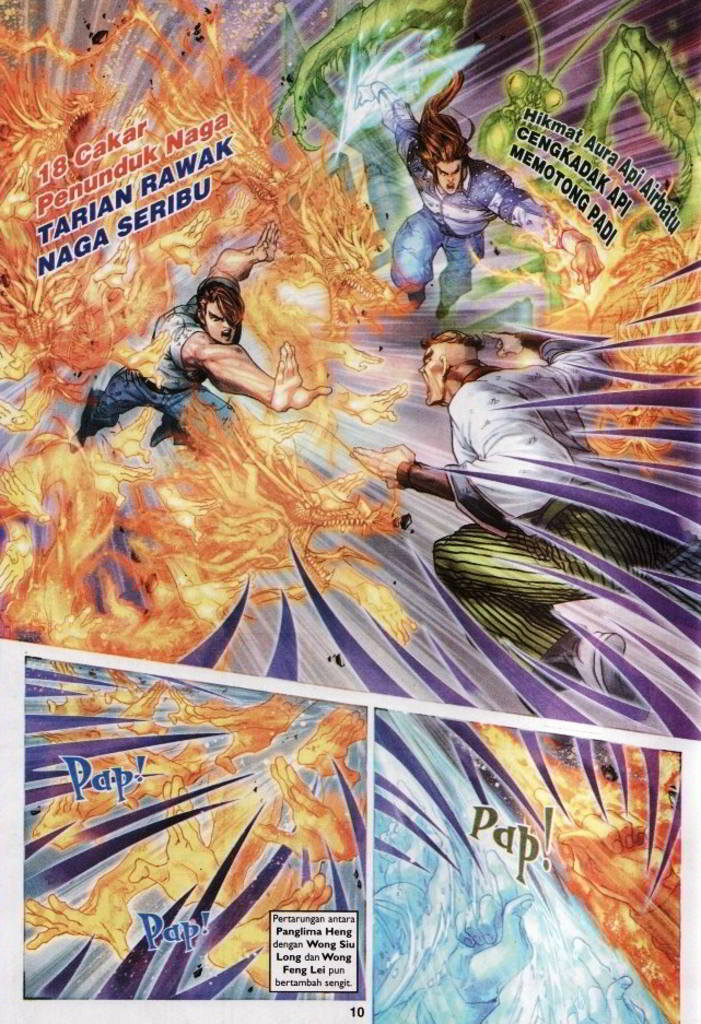 18 Cakar
Penunduk Naga
TARIAN RAWAK
NAGA SERIBU
Hikmat Aura Api Airbatu
CENGKADAK API
MEMOTONG PADI
Pap!
Pap!
Pap!
Pertarungan antara
Panglima Heng
dengan Wong Siu
Long dan Wong
Feng Lei pun
bertambah sengit.
10